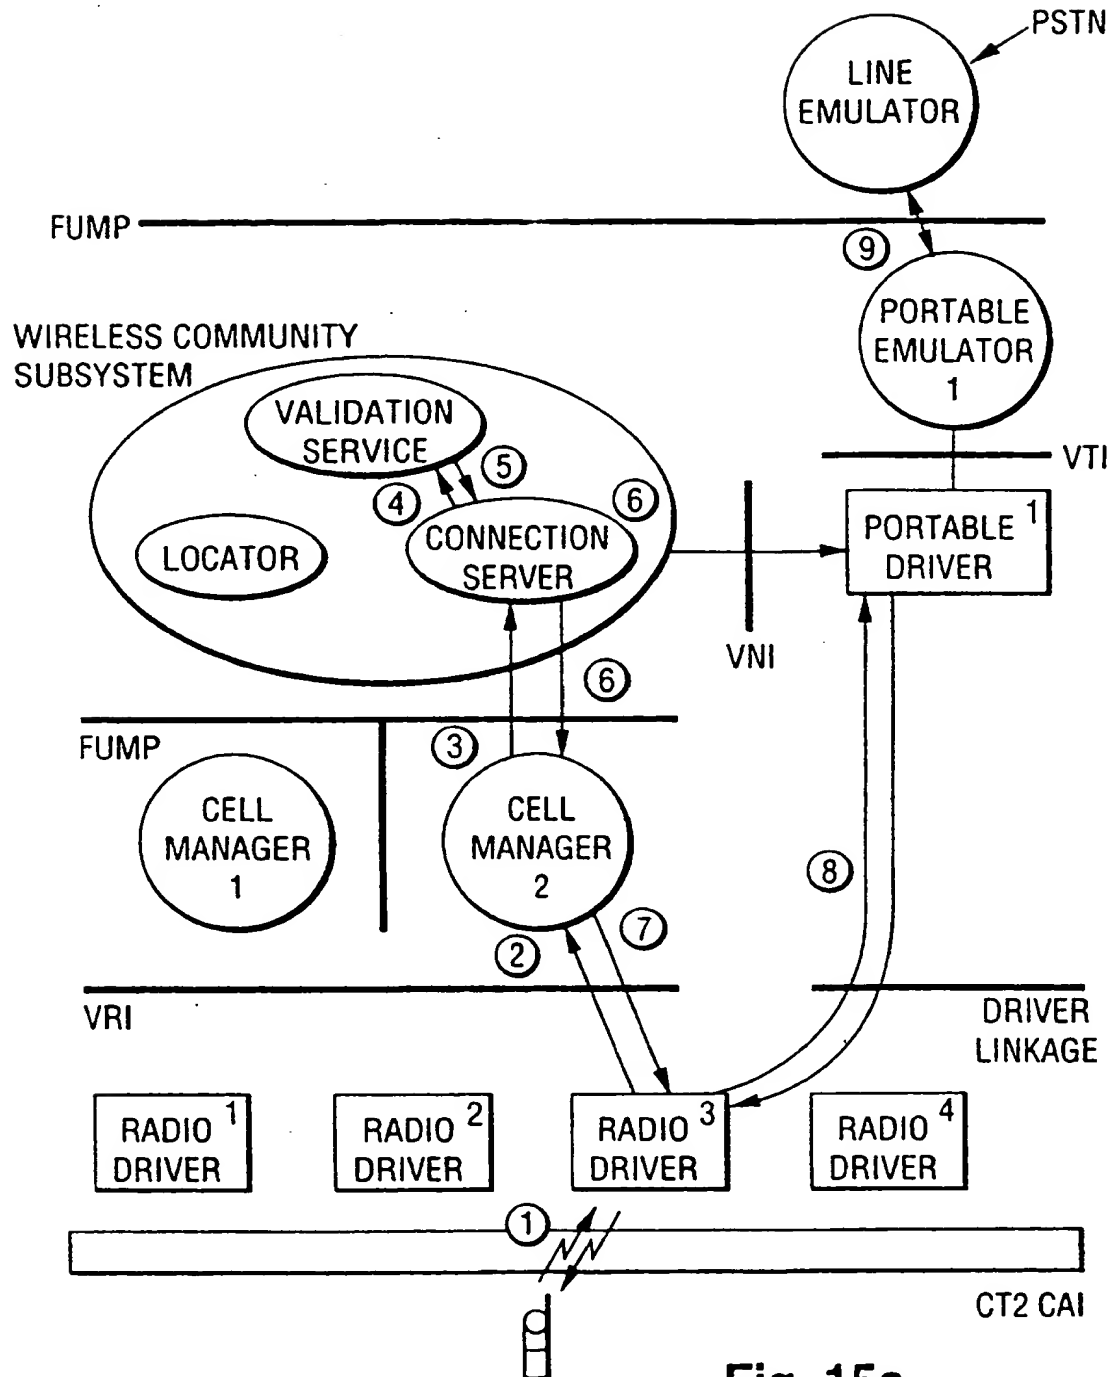 PSTN
LINE
EMULATOR
FUMP
9
PORTABLE
EMULATOR
1
WIRELESS COMMUNITY
SUBSYSTEM
VALIDATION
SERVICE
5
4
6
CONNECTION
SERVER
LOCATOR
VTI
PORTABLE 1
DRIVER
VNI
6
FUMP
3
CELL
MANAGER
1
CELL
MANAGER
2
8
7
2
VRI
DRIVER
LINKAGE
RADIO 1
DRIVER
RADIO 2
DRIVER
RADIO 3
DRIVER
RADIO 4
DRIVER
1
CT2 CAI